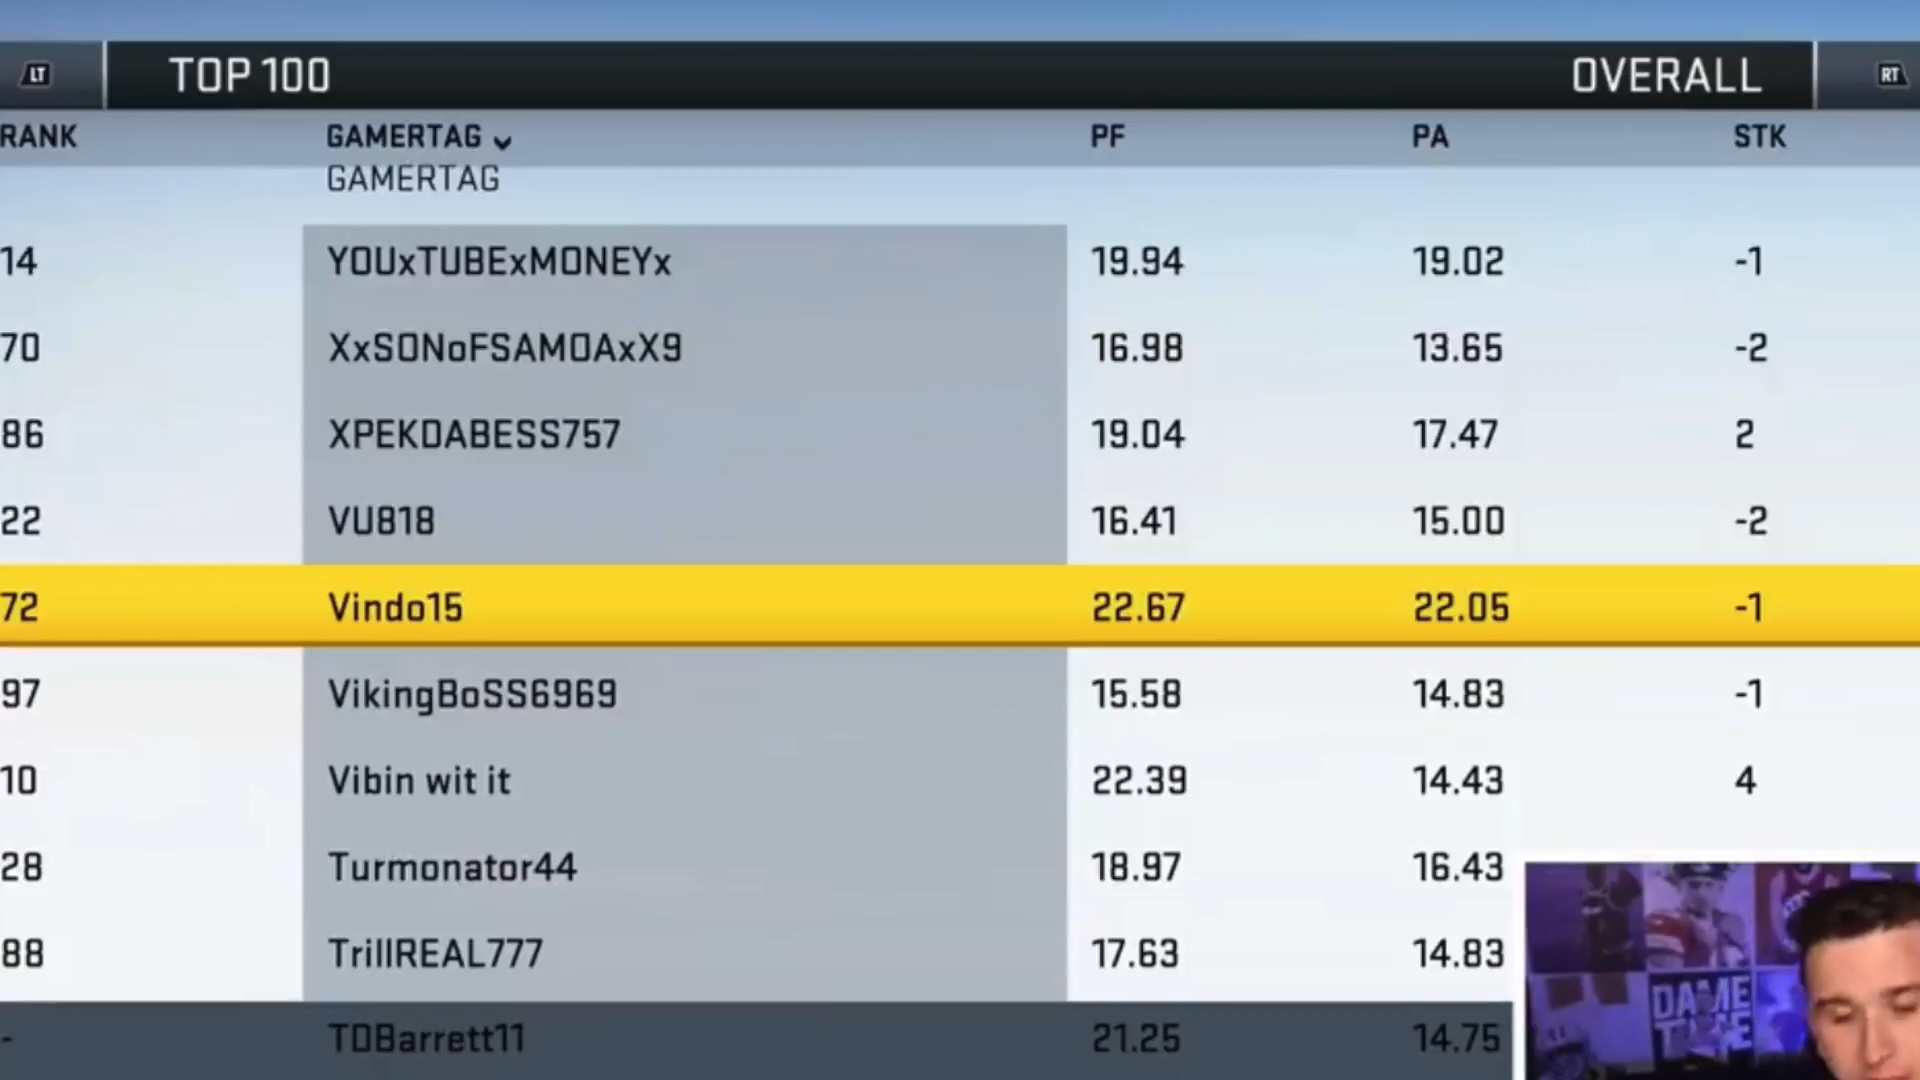 LT TOP 100 OVERALL RT
RANK GAMERTAG PF PA STK
GAMERTAG
14 YOUxTUBExMONEYx 19.94 19.02 -1
70 XxSONoFSAMOAxX9 16.98 13.65 -2
86 XPEKDABESS757 19.04 17.47 2
22 VU818 16.41 15.00 -2
72 Vindo15 22.67 22.05 -1
97 VikingBoSS6969 15.58 14.83 -1
10 Vibin wit it 22.39 14.43 4
28 Turmonator44 18.97 16.43
88 TrillREAL777 17.63 14.83
- TDBarrett11 21.25 14.75
DAME
TIME